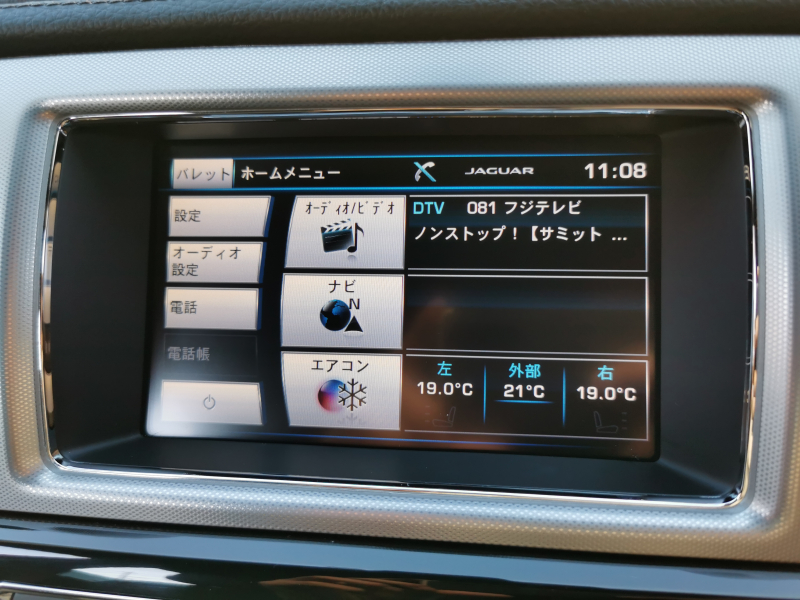 バレット ホームメニュー JAGUAR 11:08
設定
オーディオ
設定
電話
電話帳
オーディオ/ビデオ
ナビ
N
エアコン
DTV 081 フジテレビ
ノンストップ!【サミット ...
左 外部 右
19.0°C 21°C 19.0°C